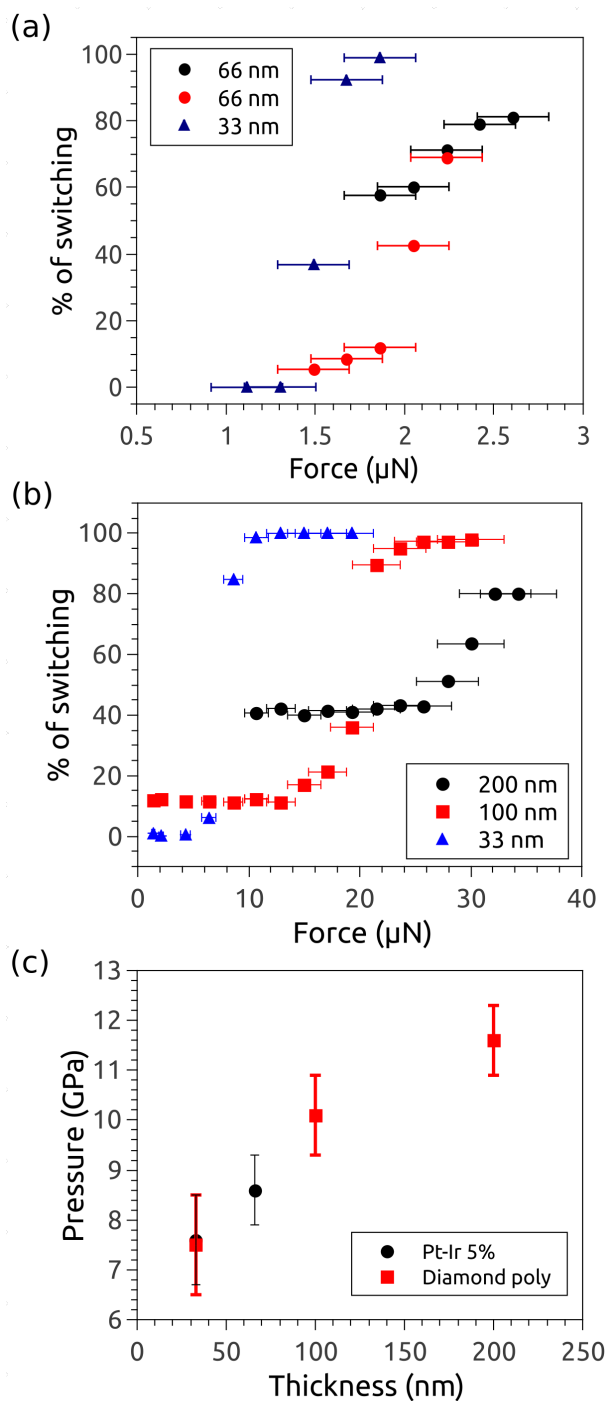 (a)
100
80
60
40
20
0
% of switching
66 nm
66 nm
33 nm
0.5 1 1.5 2 2.5 3
Force (µN)
(b)
100
80
60
40
20
0
% of switching
200 nm
100 nm
33 nm
0 10 20 30 40
Force (µN)
(c)
13
12
11
10
9
8
7
6
Pressure (GPa)
Pt-Ir 5%
Diamond poly
0 50 100 150 200 250
Thickness (nm)